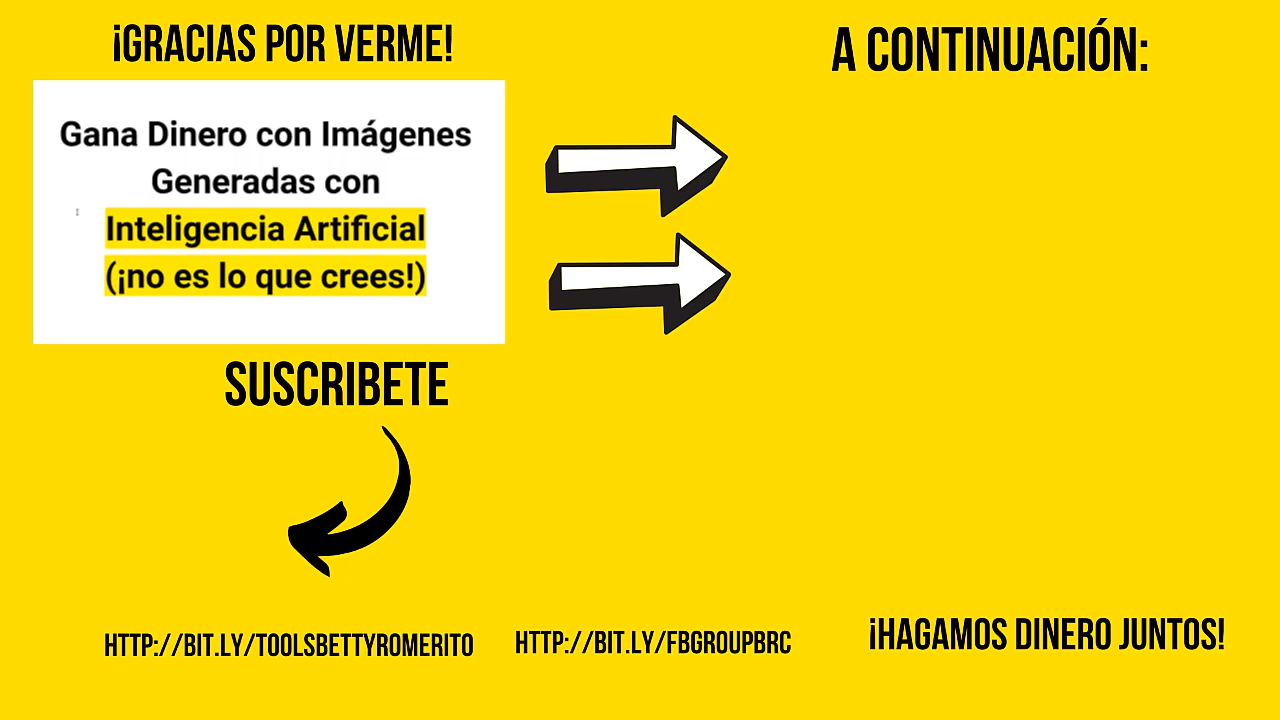 ¡GRACIAS POR VERME!
A CONTINUACIÓN:
Gana Dinero con Imágenes
Generadas con
Inteligencia Artificial
(¡no es lo que crees!)
SUSCRIBETE
HTTP://BIT.LY/TOOLSBETTYROMERITO
HTTP://BIT.LY/FBGROUPBRC
¡HAGAMOS DINERO JUNTOS!